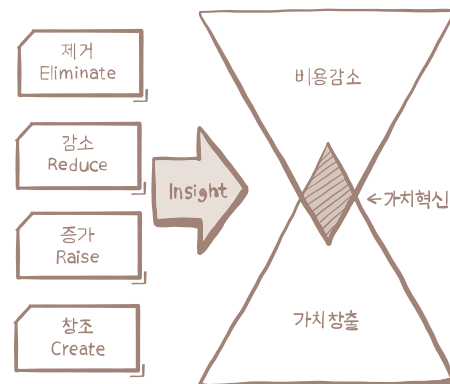 제거
Eliminate
감소
Reduce
증가
Raise
창조
Create
Insight
비용감소
←가치혁신
가치창출